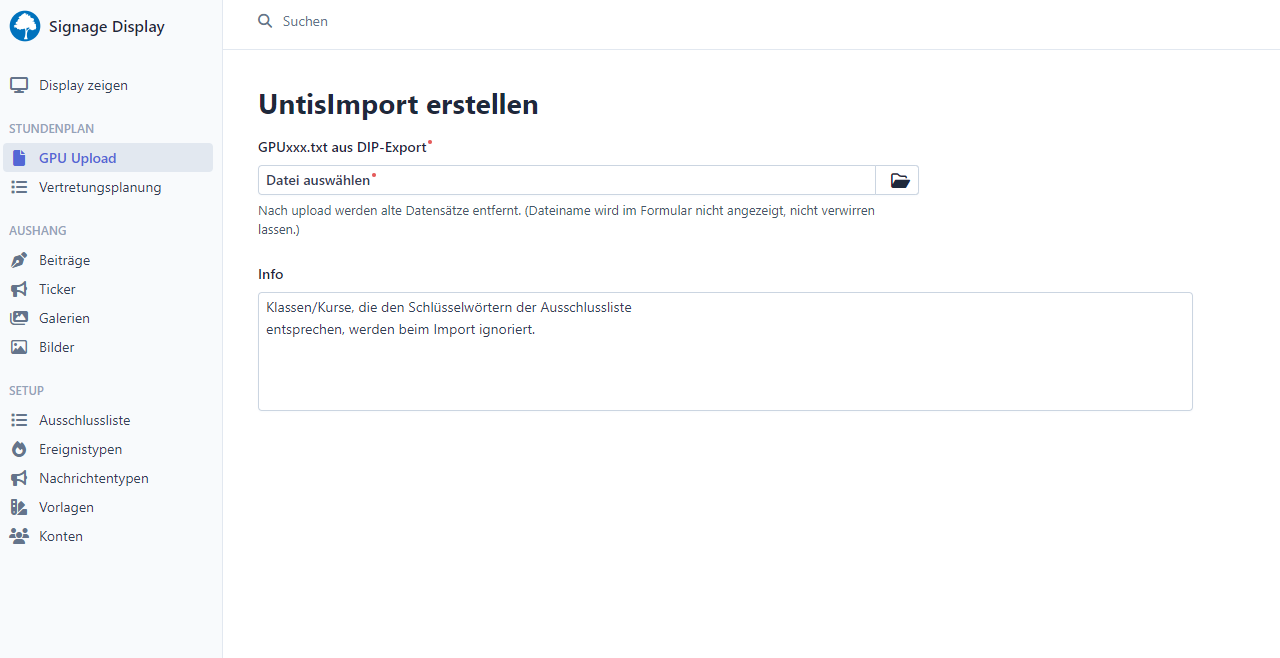 Signage Display
Suchen
Display zeigen
STUNDENPLAN
GPU Upload
Vertretungsplanung
AUSHANG
Beiträge
Ticker
Galerien
Bilder
SETUP
Ausschlussliste
Ereignistypen
Nachrichtentypen
Vorlagen
Konten
UntisImport erstellen
GPUxxx.txt aus DIP-Export*
Datei auswählen*
Nach upload werden alte Datensätze entfernt. (Dateiname wird im Formular nicht angezeigt, nicht verwirren
lassen.)
Info
Klassen/Kurse, die den Schlüsselwörtern der Ausschlussliste
entsprechen, werden beim Import ignoriert.